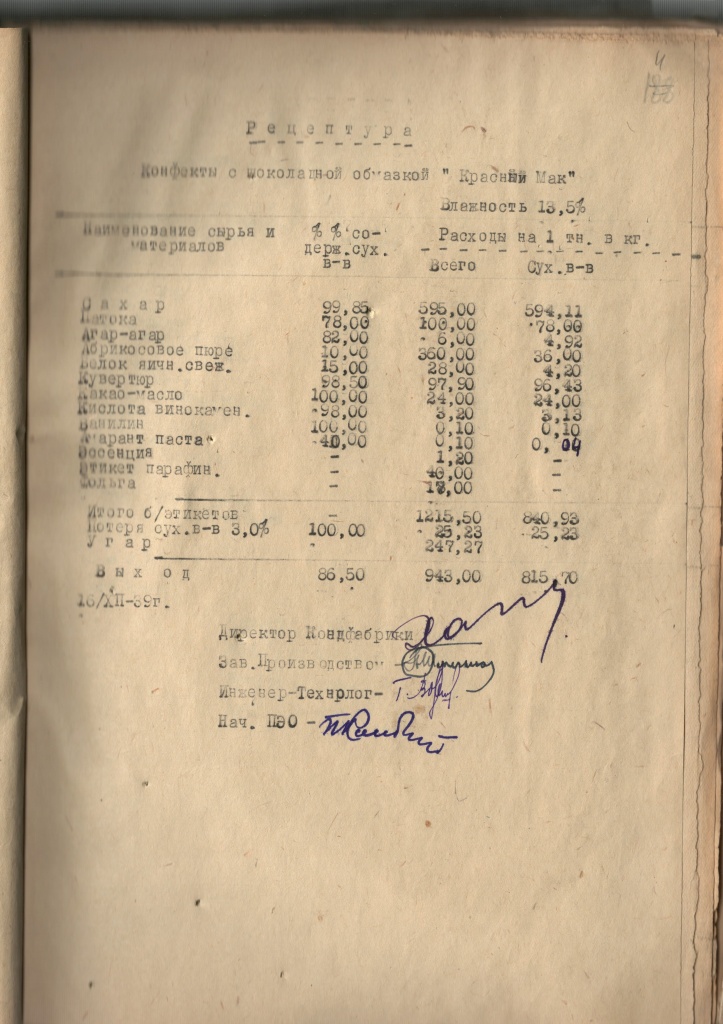 4
122
Рецептура
Конфекты с шоколадной обмазкой " Красный Мак"
Влажность 13,5%
Наименование сырья и материалов % % со-держ.сух. в-в Расходы на 1 тн. в кг.
Всего Сух.в-в
Сахар 99,85 595,00 594,11
Патока 78,00 100,00 78,00
Агар-агар 82,00 6,00 4,92
Абрикосовое пюре 10,00 360,00 36,00
Белок яичн.свеж. 15,00 28,00 4,20
Кувертюр 98,50 97,90 96,43
Какао-масло 100,00 24,00 24,00
Кислота винокамен. 98,00 3,20 3,13
Ванилин 100,00 0,10 0,10
Амарант паста 40,00 0,10 0,04
Эссенция - 1,20 -
Этикет парафин. - 40,00 -
Фольга - 17,00 -
Итого б/этикетов - 1215,50 840,93
Потеря сух.в-в 3,0% 100,00 25,23 25,23
Угар - 247,27
Выход 86,50 943,00 815,70
16/ХП-39г.
Директор Кондфабрики
Зав.Производством -
Инженер-Технолог-
Нач. ПЭО -